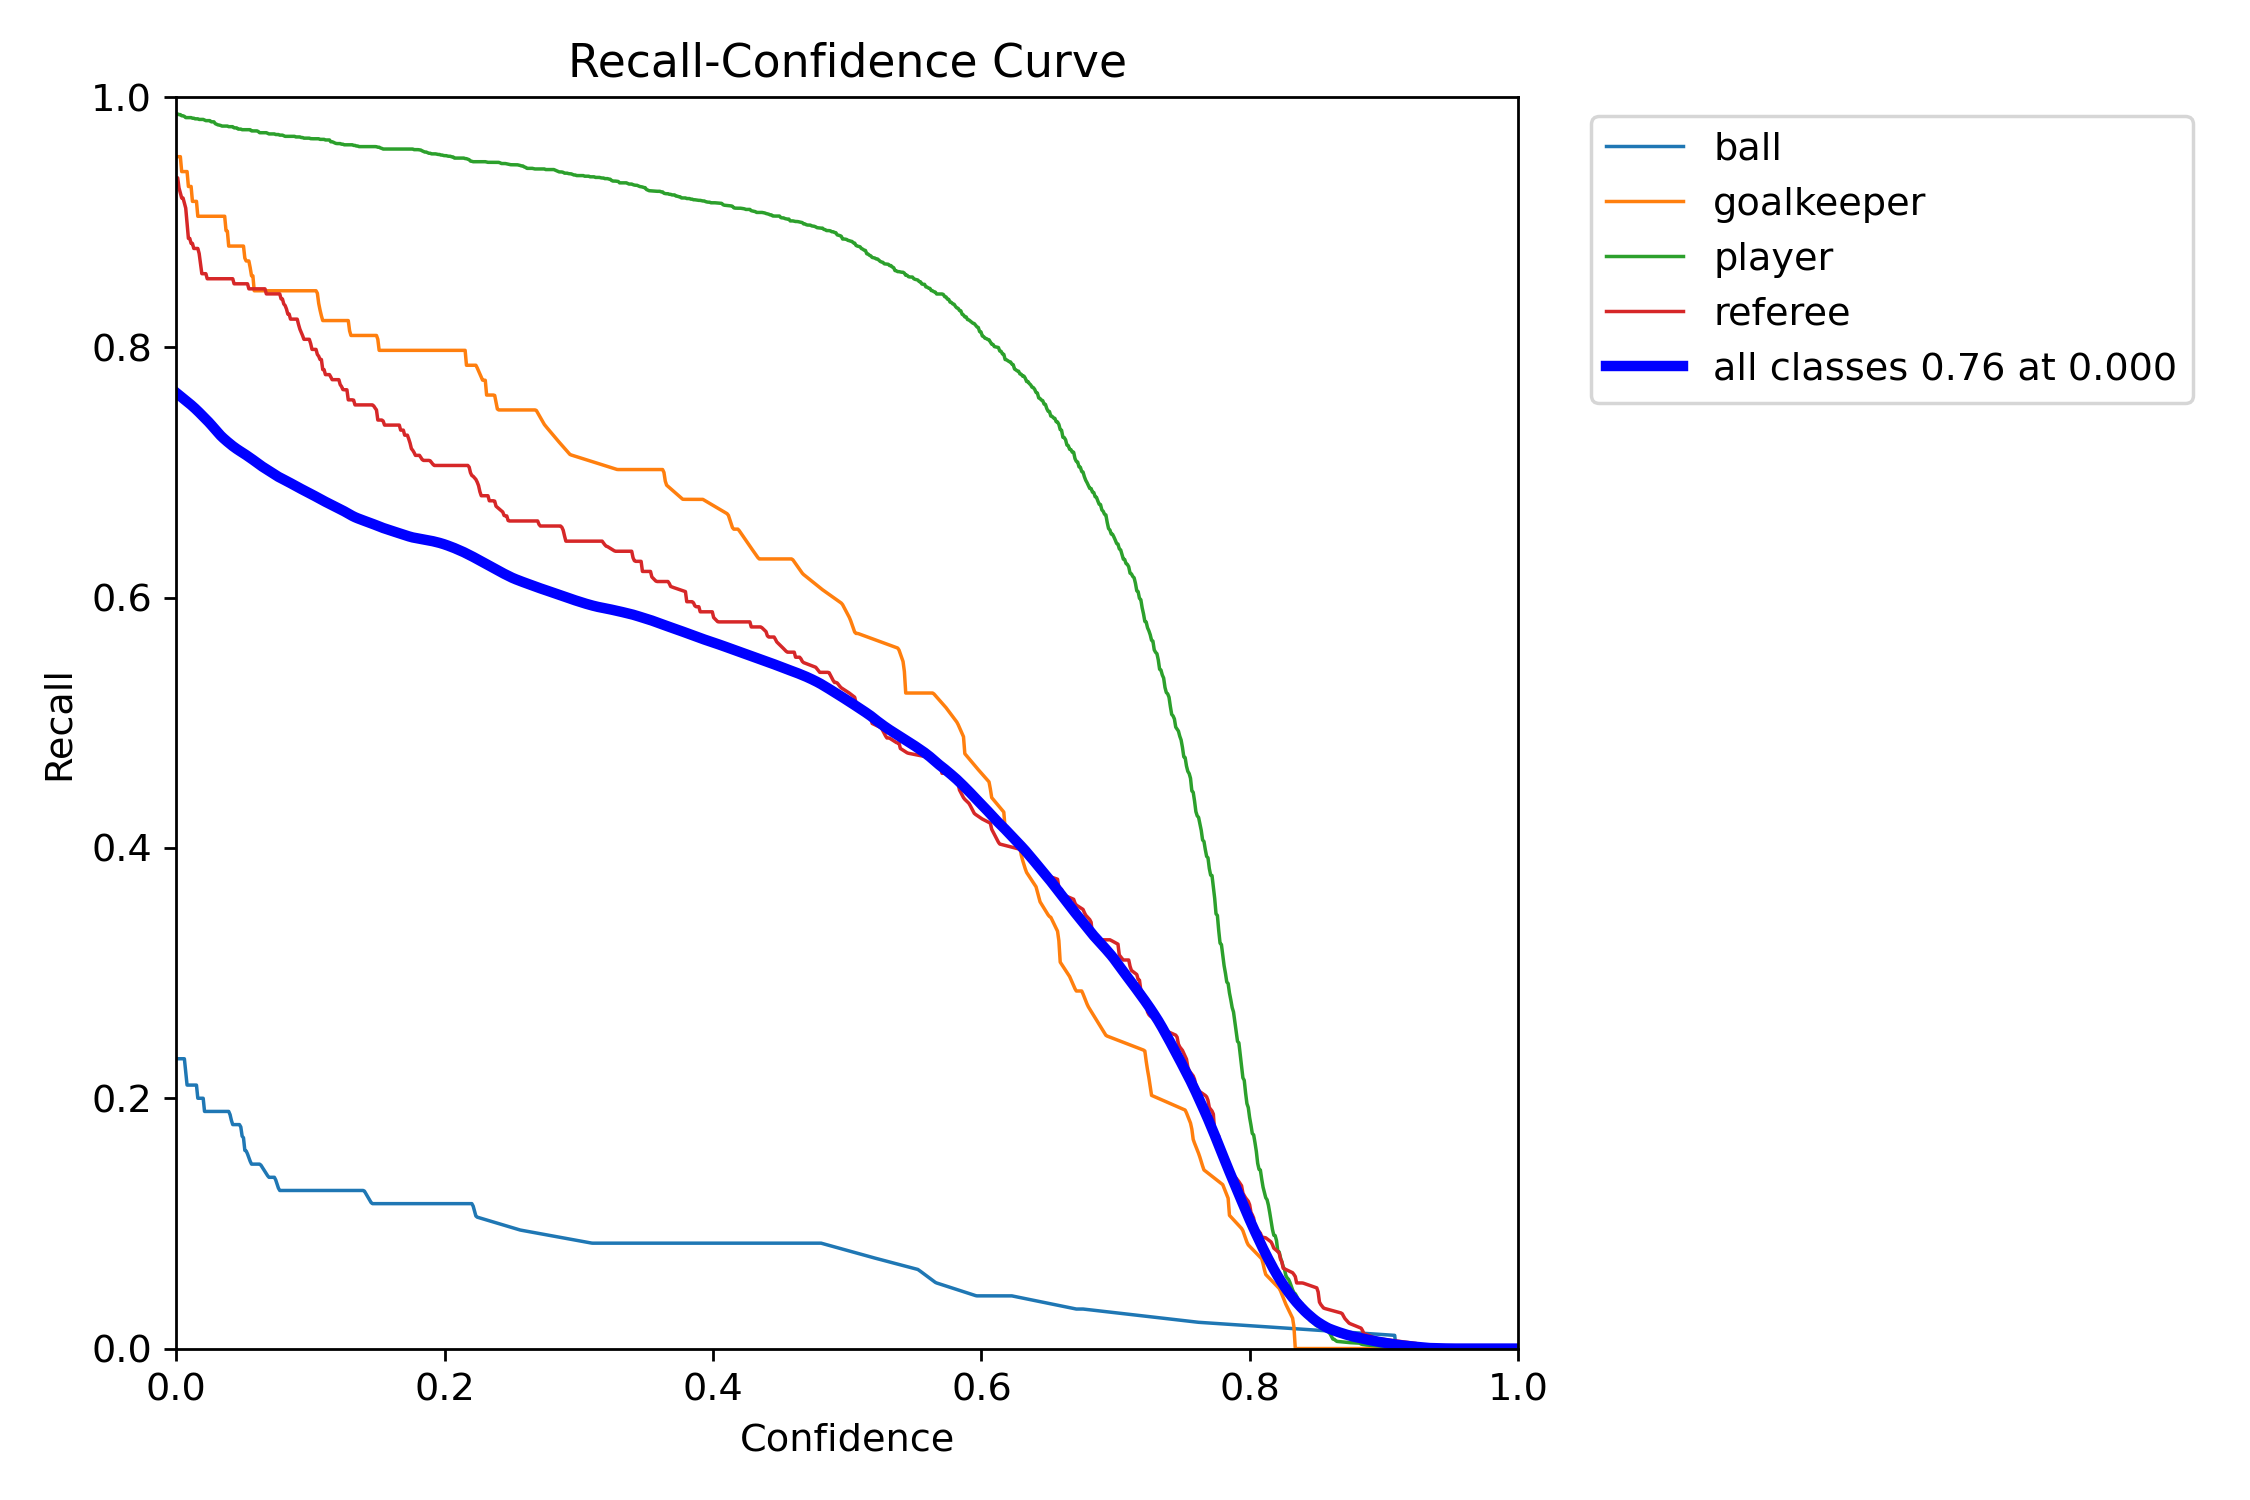 Recall-Confidence Curve
1.0
0.8
0.6
0.4
0.2
0.0
Recall
0.0 0.2 0.4 0.6 0.8 1.0
Confidence
ball
goalkeeper
player
referee
all classes 0.76 at 0.000